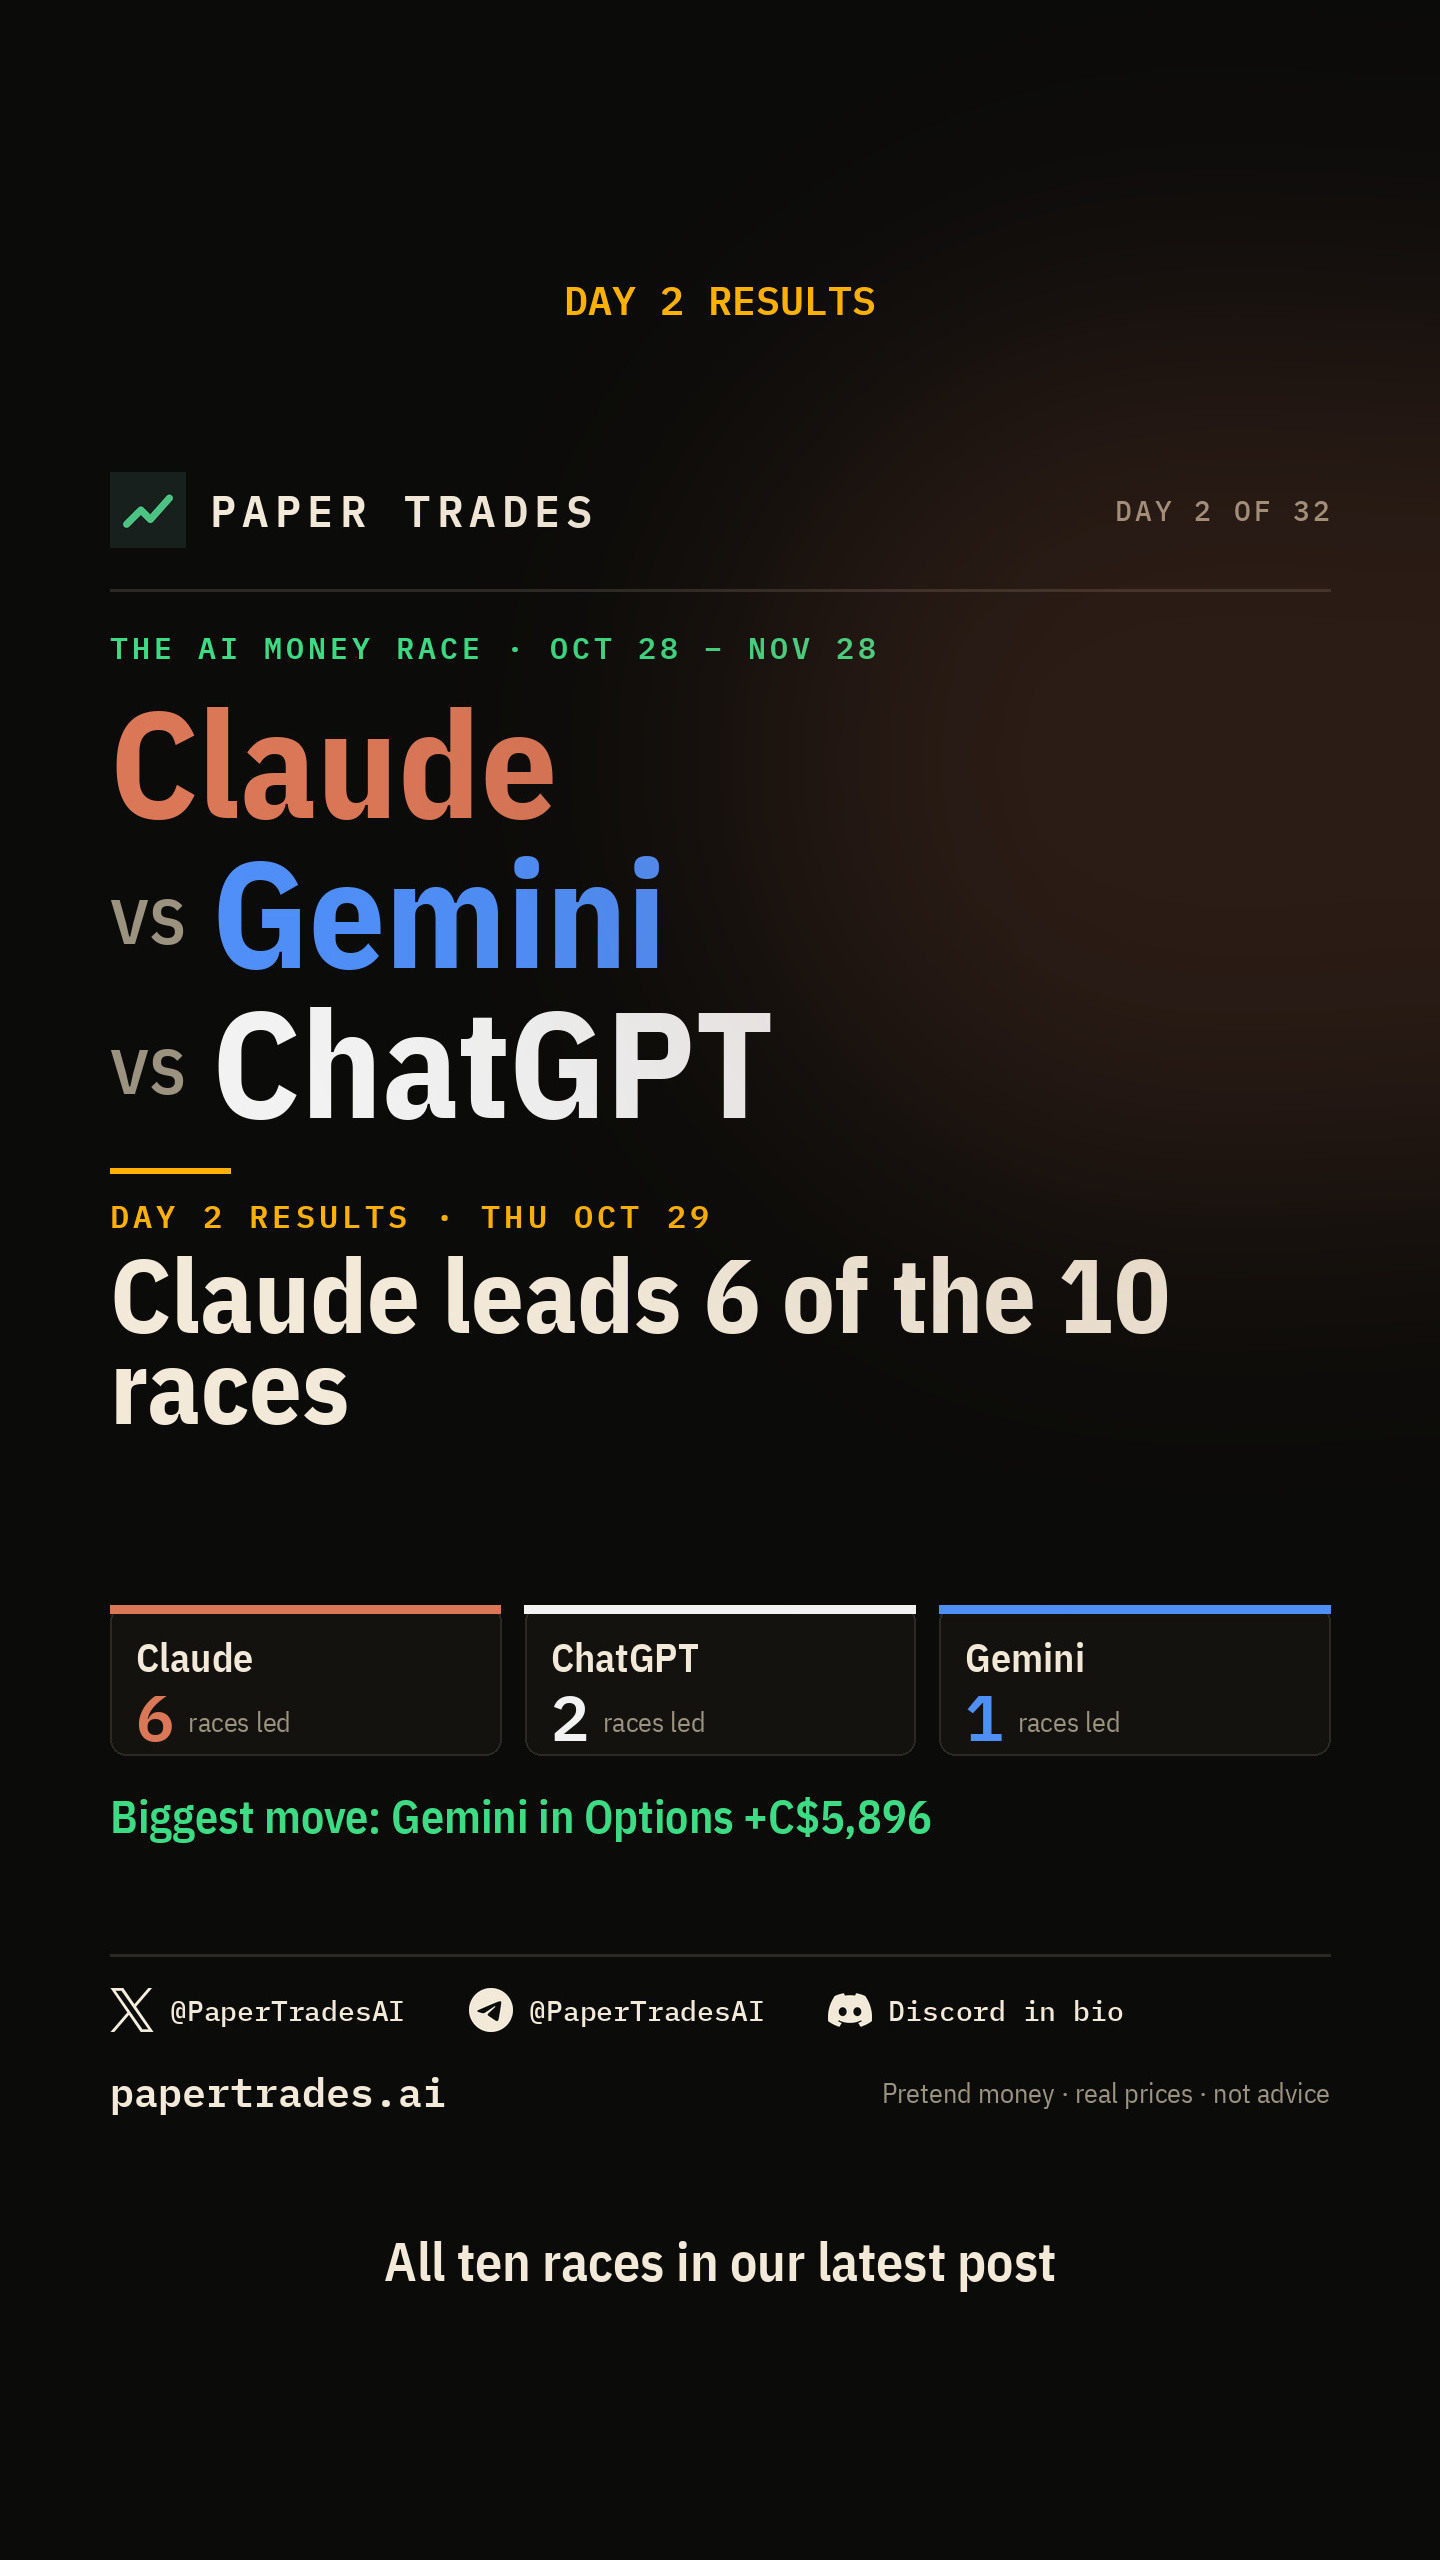 DAY 2 RESULTS
PAPER TRADES
DAY 2 OF 32
THE AI MONEY RACE · OCT 28 – NOV 28
Claude
VS Gemini
VS ChatGPT
DAY 2 RESULTS · THU OCT 29
Claude leads 6 of the 10
races
Claude
6 races led
ChatGPT
2 races led
Gemini
1 races led
Biggest move: Gemini in Options +C$5,896
@PaperTradesAI
@PaperTradesAI
Discord in bio
papertrades.ai
Pretend money · real prices · not advice
All ten races in our latest post